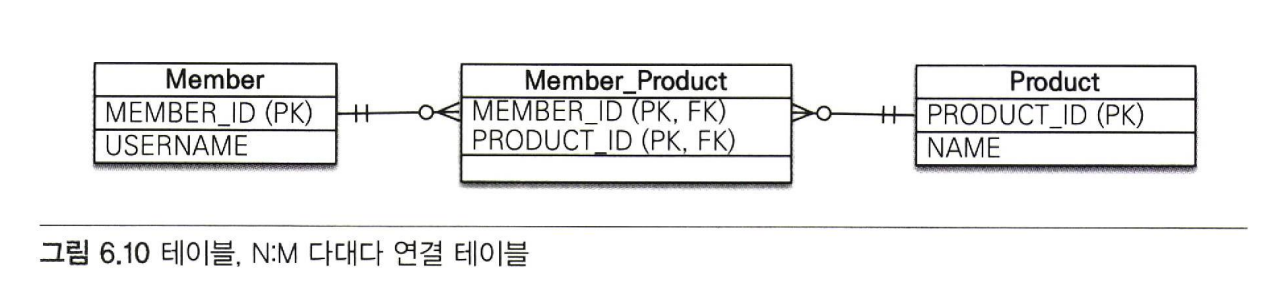 Member
MEMBER_ID (PK)
USERNAME
Member_Product
MEMBER_ID (PK, FK)
PRODUCT_ID (PK, FK)
Product
PRODUCT_ID (PK)
NAME
그림 6.10 테이블, N:M 다대다 연결 테이블